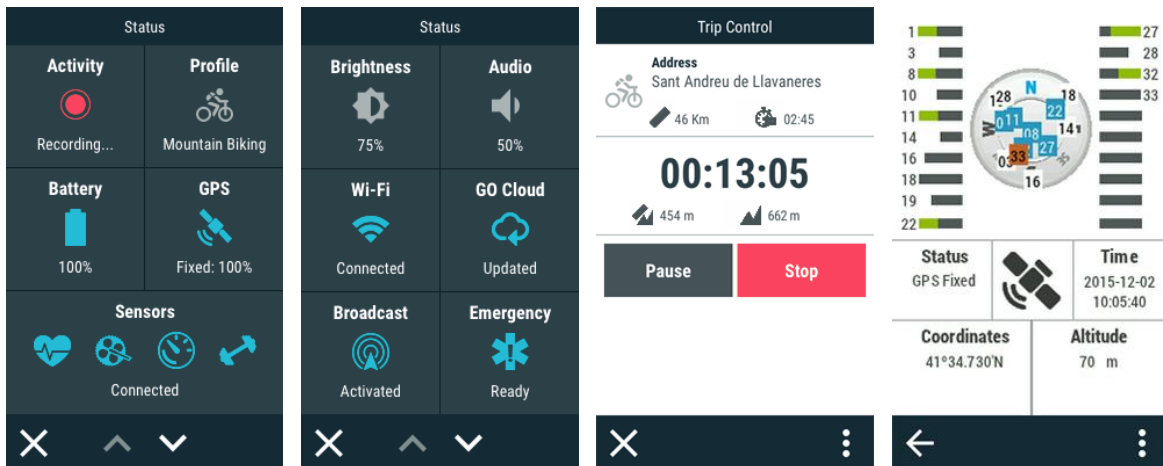 Status
Activity
Profile
Recording...
Mountain Biking
Battery
GPS
100%
Fixed: 100%
Sensors
Connected
Status
Brightness
Audio
75%
50%
Wi-Fi
GO Cloud
Connected
Updated
Broadcast
Emergency
Activated
Ready
Trip Control
Address
Sant Andreu de Llavaneres
46 Km
02:45
00:13:05
454 m
662 m
Pause
Stop
1
27
3
28
8
32
10
33
11
14
16
18
19
22
N
128
18
22
11
08
141
27
33
16
W
Status
GPS Fixed
Time
2015-12-02
10:05:40
Coordinates
41º34.730'N
Altitude
70 m